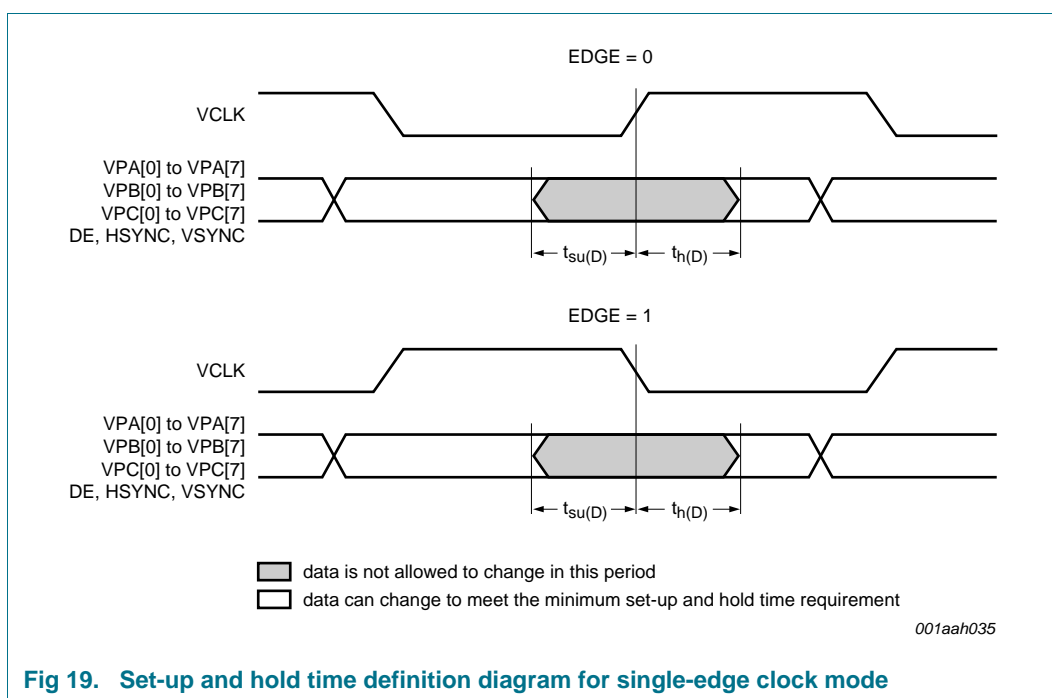 EDGE = 0
VCLK
VPA[0] to VPA[7]
VPB[0] to VPB[7]
VPC[0] to VPC[7]
DE, HSYNC, VSYNC
tsu(D) th(D)
EDGE = 1
VCLK
VPA[0] to VPA[7]
VPB[0] to VPB[7]
VPC[0] to VPC[7]
DE, HSYNC, VSYNC
tsu(D) th(D)
data is not allowed to change in this period
data can change to meet the minimum set-up and hold time requirement
001aah035
Fig 19. Set-up and hold time definition diagram for single-edge clock mode